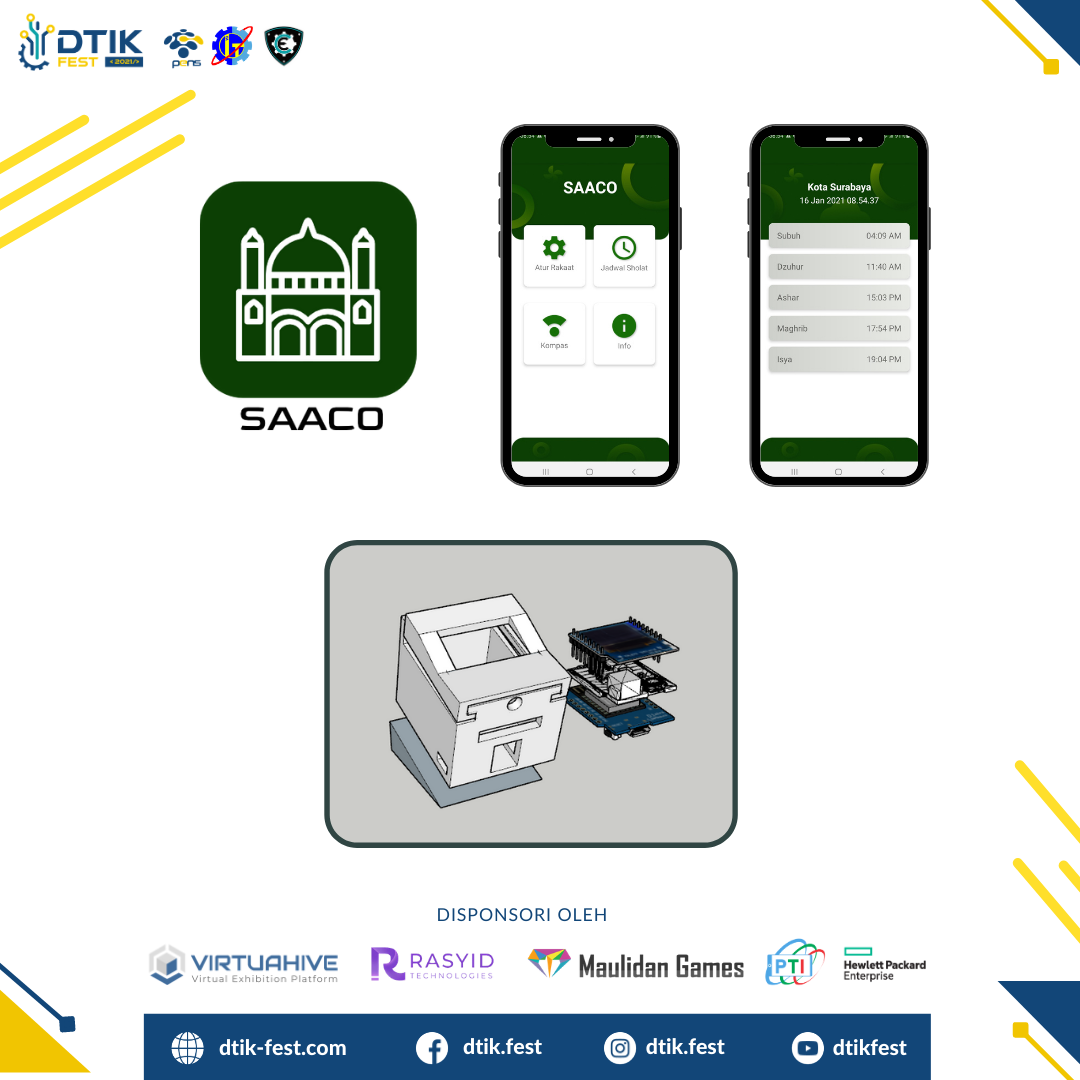 DTIK
FEST <2021/>
pens
IT
E
SAACO
SAACO
Atur Rakaat
Jadwal Sholat
Kompas
Info
Kota Surabaya
16 Jan 2021 08.54.37
Subuh 04:09 AM
Dzuhur 11:40 AM
Ashar 15:03 PM
Maghrib 17:54 PM
Isya 19:04 PM
DISPONSORI OLEH
VIRTUAHIVE
Virtual Exhibition Platform
RASYID
TECHNOLOGIES
Maulidan Games
PTI
Hewlett Packard
Enterprise
dtik-fest.com
dtik.fest
dtik.fest
dtikfest